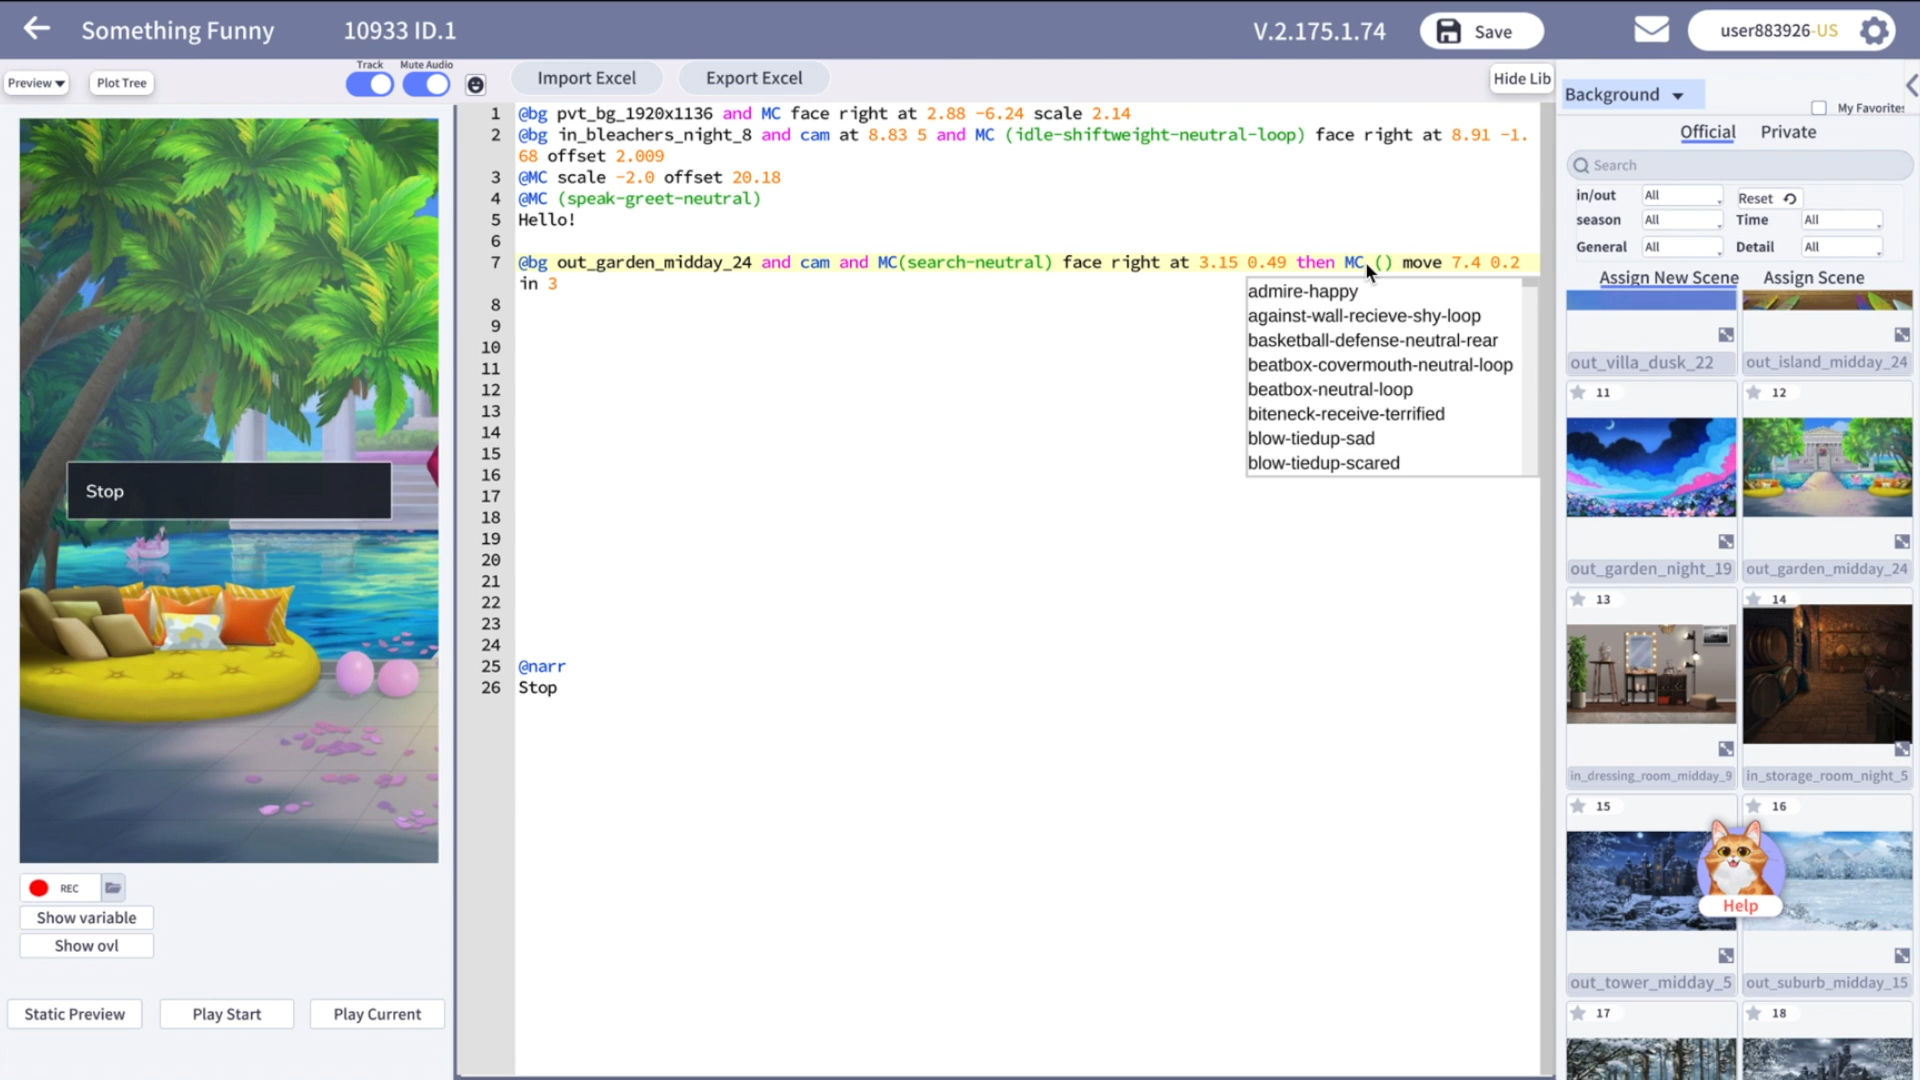 Something Funny
10933 ID.1
V.2.175.1.74
Save
user883926-US
Preview
Plot Tree
Track
Mute Audio
Import Excel
Export Excel
Hide Lib
Background
My Favorites
Official
Private
Search
in/out
All
Reset
season
All
Time
All
General
All
Detail
All
Assign New Scene
Assign Scene
1 @bg pvt_bg_1920x1136 and MC face right at 2.88 -6.24 scale 2.14
2 @bg in_bleachers_night_8 and cam at 8.83 5 and MC (idle-shiftweight-neutral-loop) face right at 8.91 -1.
68 offset 2.009
3 @MC scale -2.0 offset 20.18
4 @MC (speak-greet-neutral)
5 Hello!
6
7 @bg out_garden_midday_24 and cam and MC(search-neutral) face right at 3.15 0.49 then MC () move 7.4 0.2
in 3
8
9
10
11
12
13
14
15
16
17
18
19
20
21
22
23
24
25 @narr
26 Stop
admire-happy
against-wall-recieve-shy-loop
basketball-defense-neutral-rear
beatbox-covermouth-neutral-loop
beatbox-neutral-loop
biteneck-receive-terrified
blow-tiedup-sad
blow-tiedup-scared
Stop
REC
Show variable
Show ovl
Static Preview
Play Start
Play Current
out_villa_dusk_22
out_island_midday_24
11
12
out_garden_night_19
out_garden_midday_24
13
14
in_dressing_room_midday_9
in_storage_room_night_5
15
16
Help
out_tower_midday_5
out_suburb_midday_15
17
18